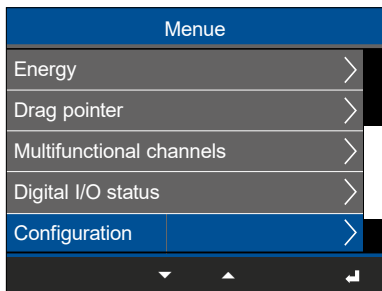 Menue
Energy
Drag pointer
Multifunctional channels
Digital I/O status
Configuration